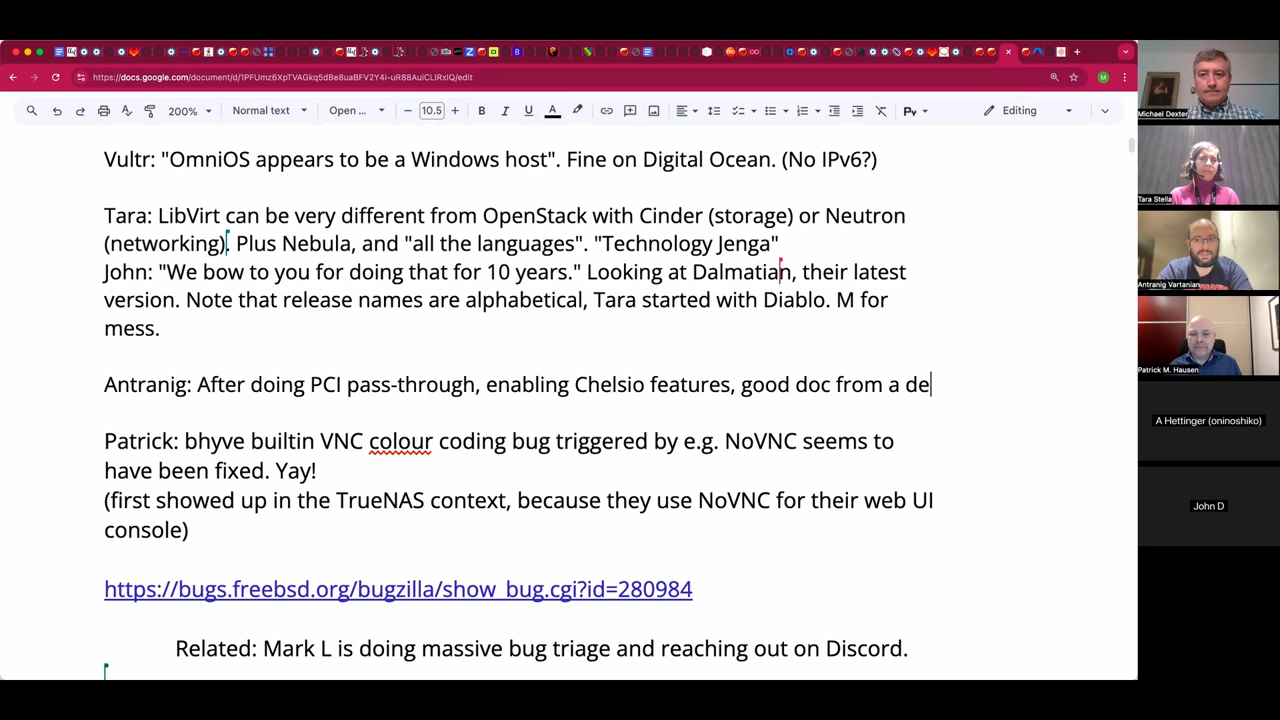 https://docs.google.com/document/d/1PFUmz6XpTVAGkq5dBe8uaBFV2Y4i-uR88AuiCLIRxIQ/edit
M
200%
Normal text
Open ...
10.5
B
I
U
A
Editing
Vultr: "OmniOS appears to be a Windows host". Fine on Digital Ocean. (No IPv6?)
Tara: LibVirt can be very different from OpenStack with Cinder (storage) or Neutron
(networking). Plus Nebula, and "all the languages". "Technology Jenga"
John: "We bow to you for doing that for 10 years." Looking at Dalmatian, their latest
version. Note that release names are alphabetical, Tara started with Diablo. M for
mess.
Antranig: After doing PCI pass-through, enabling Chelsio features, good doc from a de
Patrick: bhyve builtin VNC colour coding bug triggered by e.g. NoVNC seems to
have been fixed. Yay!
(first showed up in the TrueNAS context, because they use NoVNC for their web UI
console)
https://bugs.freebsd.org/bugzilla/show_bug.cgi?id=280984
Related: Mark L is doing massive bug triage and reaching out on Discord.
Michael Dexter
Tara Stella
Antranig Vartanian
Patrick M. Hausen
A Hettinger (oninoshiko)
John D